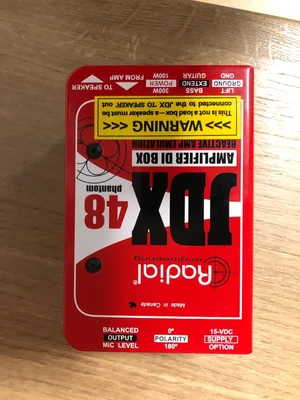 BALANCED
OUTPUT
MIC LEVEL
0°
POLARITY
180°
15-VDC
SUPPLY
OPTION
Made in Canada
Radial®
engineering
JDX
48
phantom
AMPLIFIER DI BOX
REACTIVE AMP EMULATION
>>> WARNING <<<
This is not a load box – a speaker must be
connected to the JDX 'TO SPEAKER' out
LIFT
GROUND
GND
BASS
EXTEND
GUITAR
300W
POWER
100W
FROM AMP
TO SPEAKER